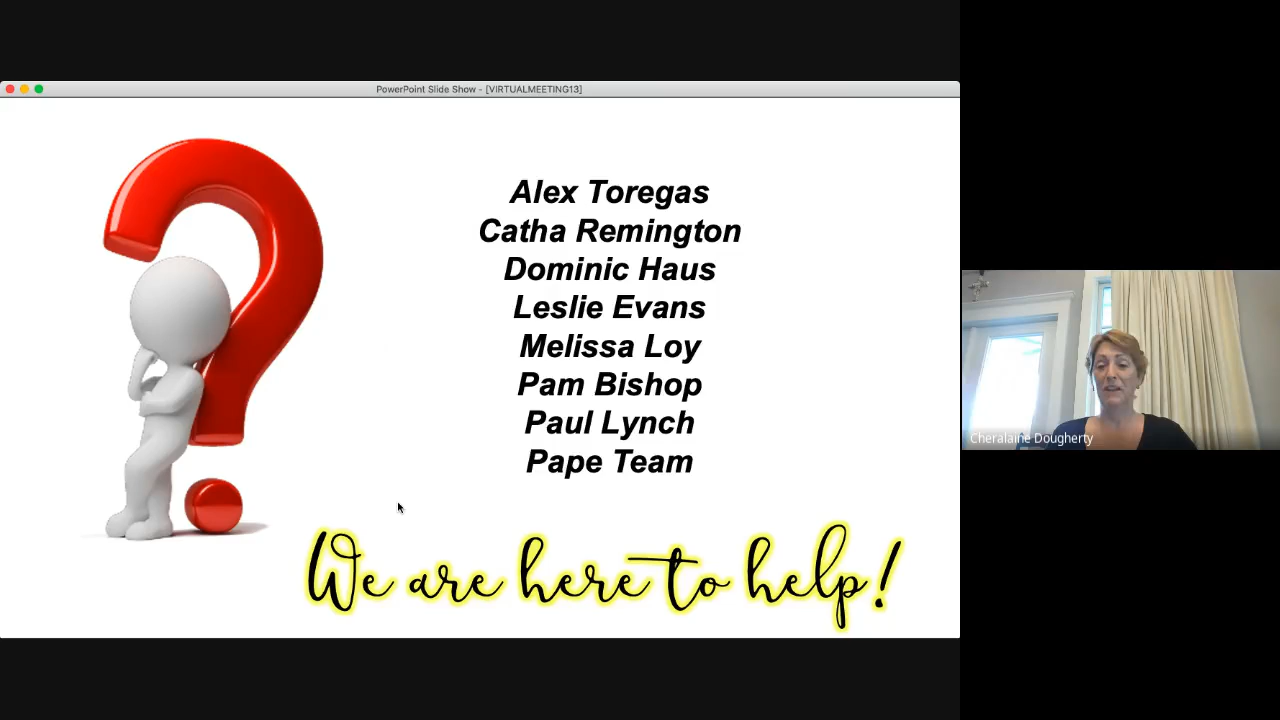 PowerPoint Slide Show - [VIRTUALMEETING13]
Alex Toregas
Catha Remington
Dominic Haus
Leslie Evans
Melissa Loy
Pam Bishop
Paul Lynch
Pape Team
We are here to help!
Cheralaine Dougherty